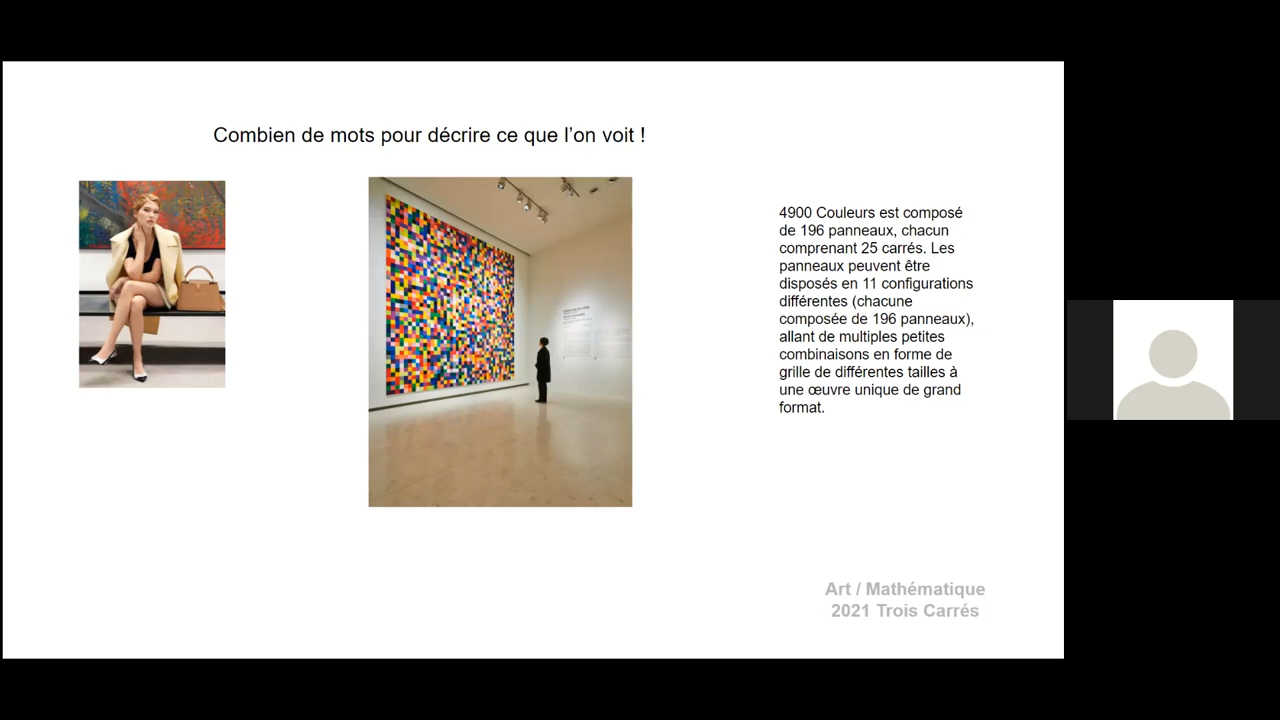 Combien de mots pour décrire ce que l'on voit !
4900 Couleurs est composé
de 196 panneaux, chacun
comprenant 25 carrés. Les
panneaux peuvent être
disposés en 11 configurations
différentes (chacune
composée de 196 panneaux),
allant de multiples petites
combinaisons en forme de
grille de différentes tailles à
une œuvre unique de grand
format.
Art / Mathématique
2021 Trois Carrés